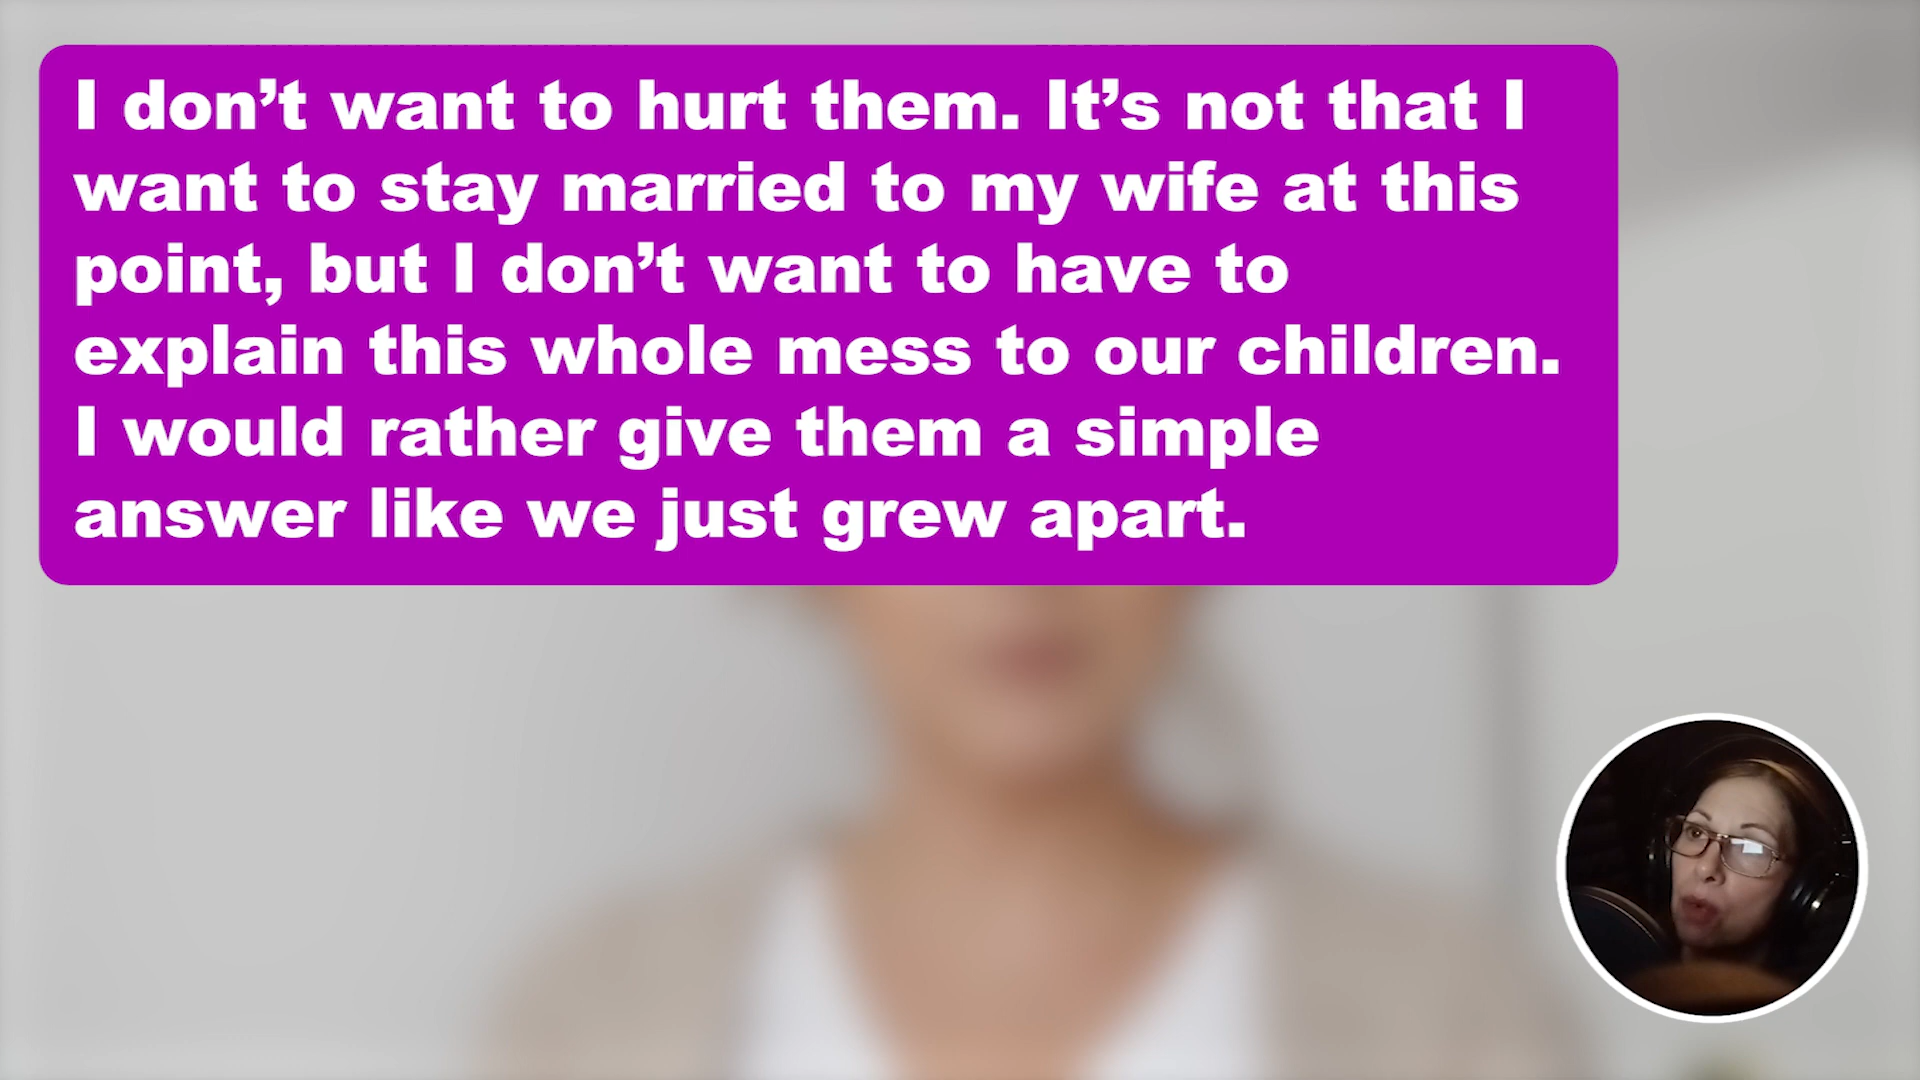 I don’t want to hurt them. It’s not that I
want to stay married to my wife at this
point, but I don’t want to have to
explain this whole mess to our children.
I would rather give them a simple
answer like we just grew apart.